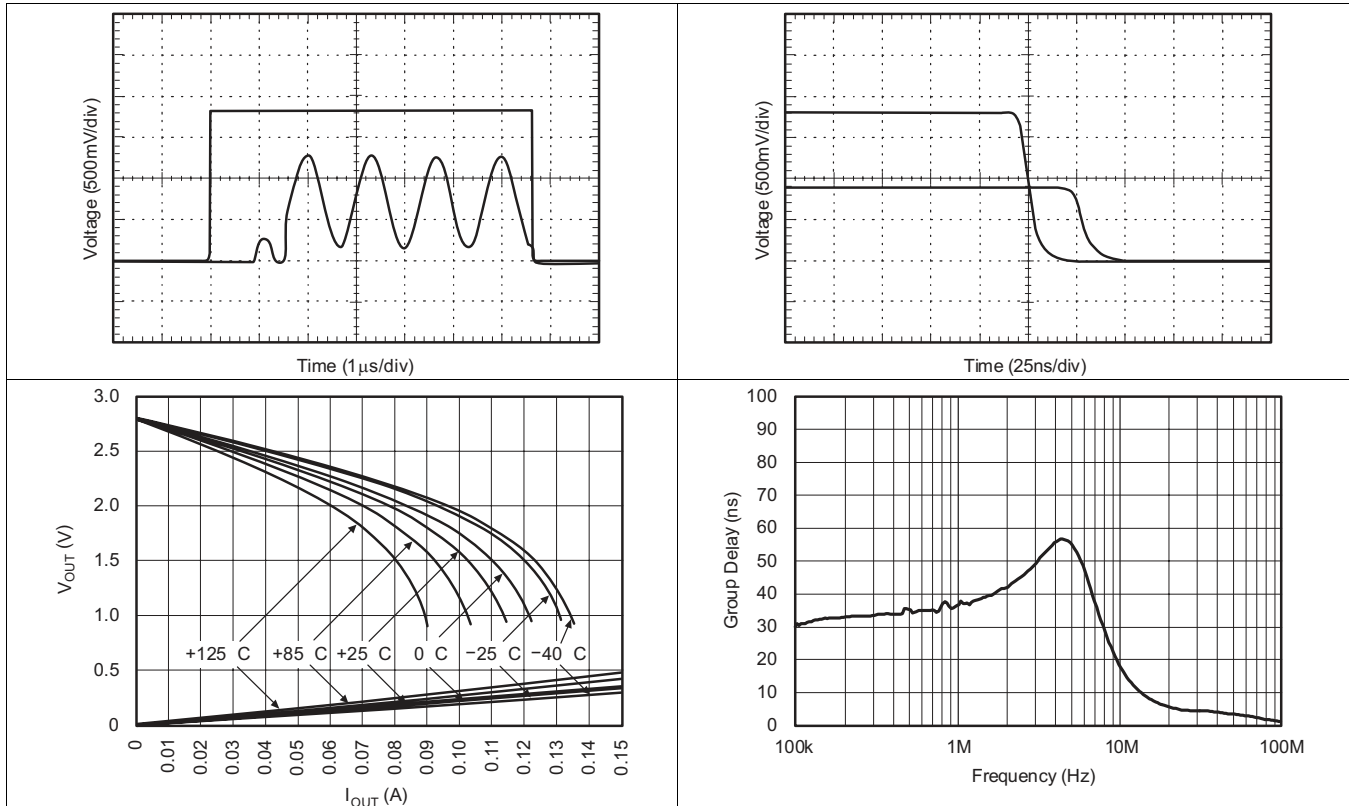 Voltage (500mV/div)
Time (1μs/div)
Voltage (500mV/div)
Time (25ns/div)
3.0
2.5
2.0
1.5
1.0
0.5
0
VOUT (V)
+125 C
+85 C
+25 C
0 C
−25 C
−40 C
0
0.01
0.02
0.03
0.04
0.05
0.06
0.07
0.08
0.09
0.10
0.11
0.12
0.13
0.14
0.15
IOUT (A)
100
90
80
70
60
50
40
30
20
10
0
Group Delay (ns)
100k
1M
10M
100M
Frequency (Hz)